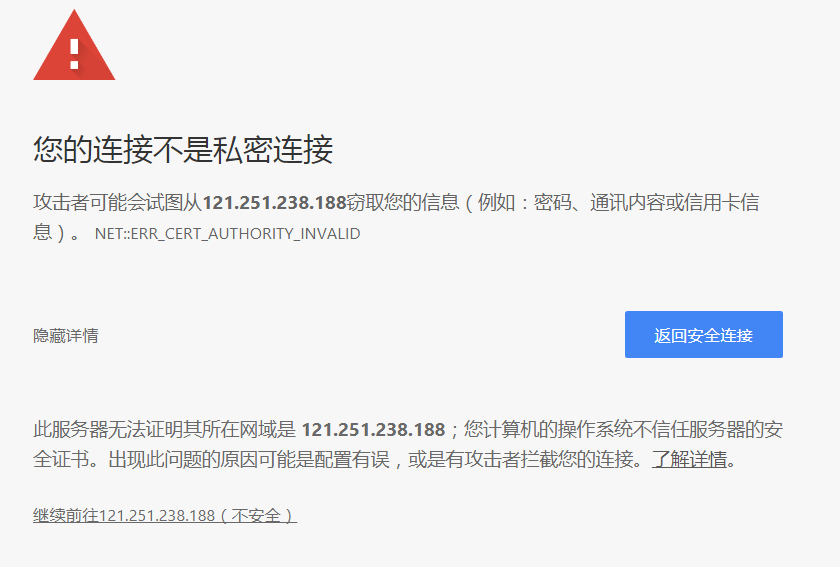 您的连接不是私密连接
攻击者可能会试图从121.251.238.188窃取您的信息（例如：密码、通讯内容或信用卡信
息）。 NET::ERR_CERT_AUTHORITY_INVALID
隐藏详情
返回安全连接
此服务器无法证明其所在网域是 121.251.238.188；您计算机的操作系统不信任服务器的安
全证书。出现此问题的原因可能是配置有误，或是有攻击者拦截您的连接。了解详情。
继续前往121.251.238.188（不安全）